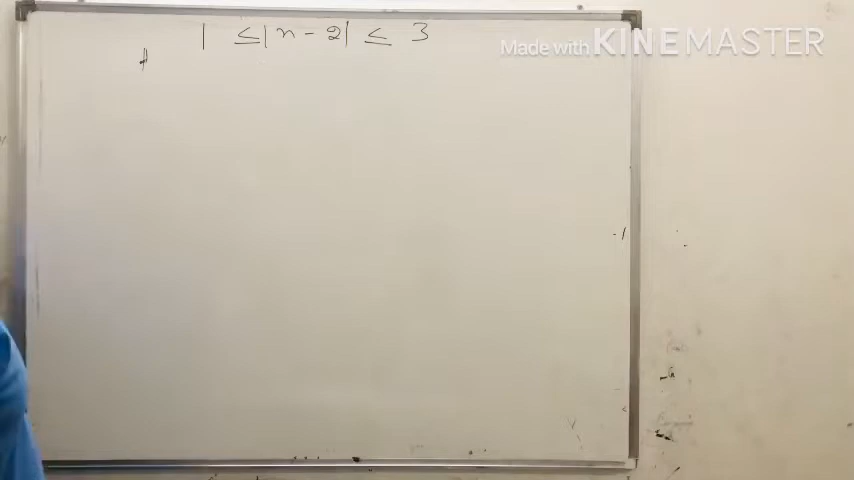 1 ≤ |x - 2| ≤ 3
Made with KINEMASTER